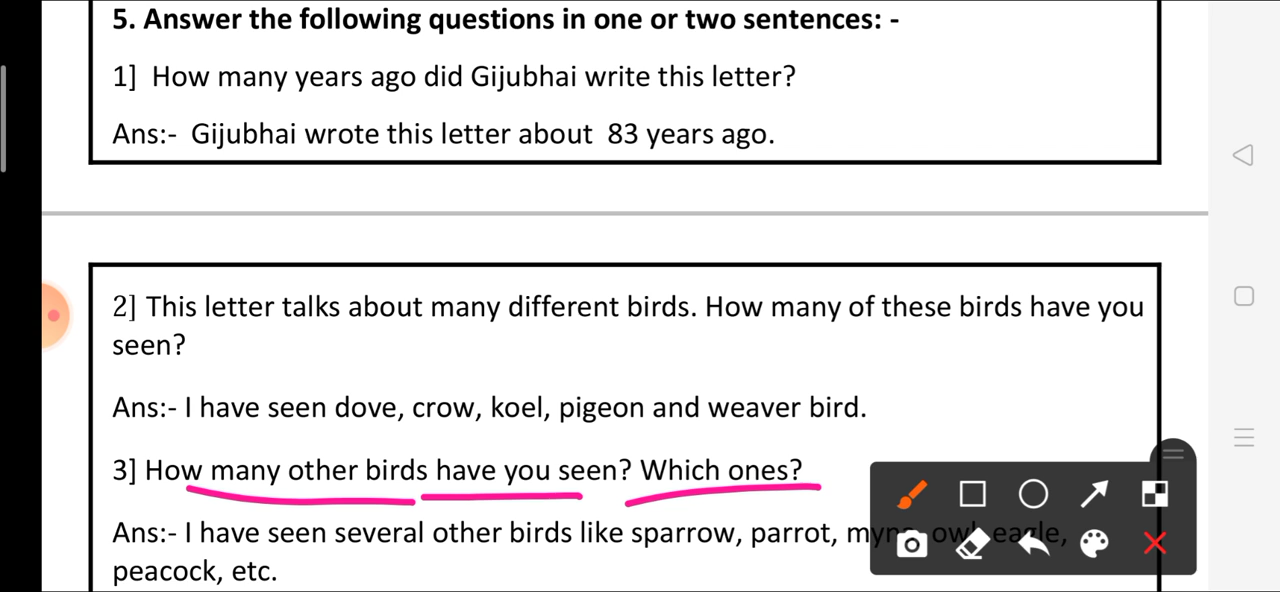 5. Answer the following questions in one or two sentences: -
1] How many years ago did Gijubhai write this letter?
Ans:- Gijubhai wrote this letter about 83 years ago.
2] This letter talks about many different birds. How many of these birds have you
seen?
Ans:- I have seen dove, crow, koel, pigeon and weaver bird.
3] How many other birds have you seen? Which ones?
Ans:- I have seen several other birds like sparrow, parrot, myna, owl, eagle,
peacock, etc.